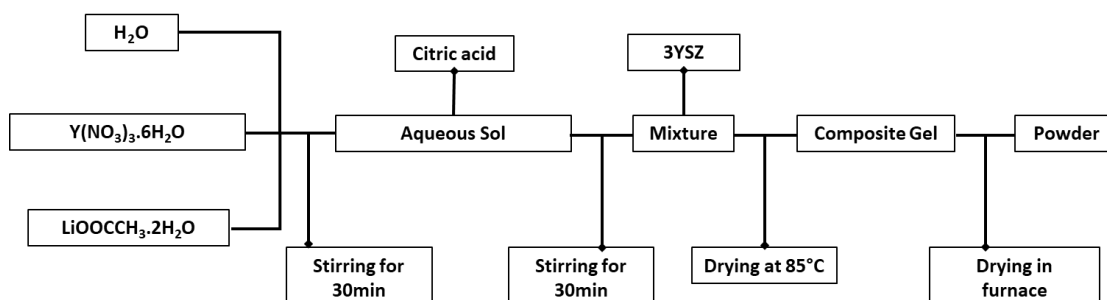 H₂O
Citric acid
3YSZ
Y(NO₃)₃.6H₂O
Aqueous Sol
Mixture
Composite Gel
Powder
LiOOCCH₃.2H₂O
Stirring for
30min
Stirring for
30min
Drying at 85°C
Drying in
furnace